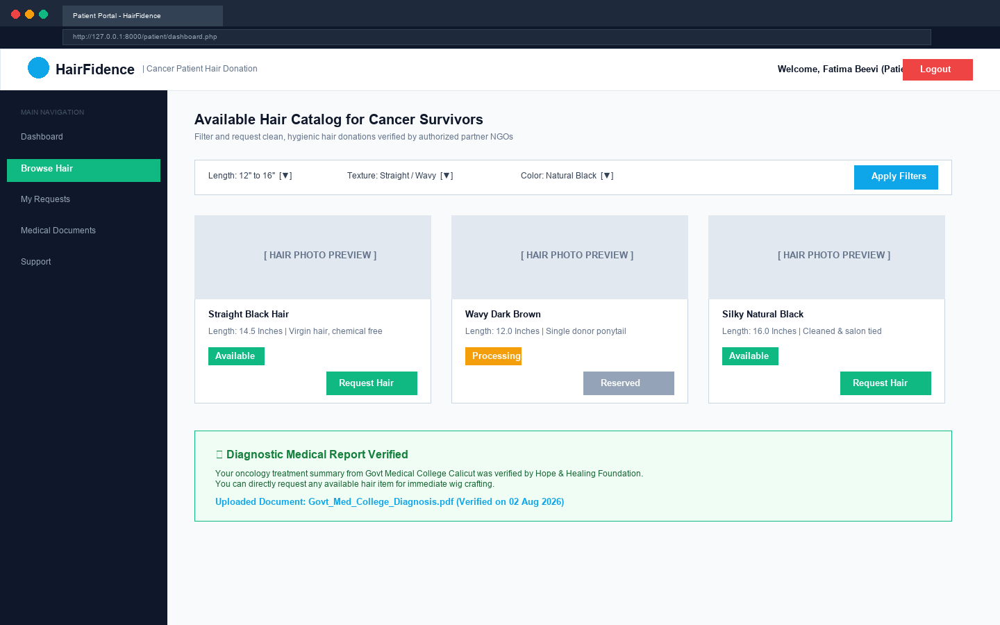 Patient Portal - HairFidence
http://127.0.0.1:8000/patient/dashboard.php
HairFidence | Cancer Patient Hair Donation
Welcome, Fatima Beevi (Patie
Logout
MAIN NAVIGATION
Dashboard
Browse Hair
My Requests
Medical Documents
Support
Available Hair Catalog for Cancer Survivors
Filter and request clean, hygienic hair donations verified by authorized partner NGOs
Length: 12" to 16" [▼]
Texture: Straight / Wavy [▼]
Color: Natural Black [▼]
Apply Filters
[ HAIR PHOTO PREVIEW ]
Straight Black Hair
Length: 14.5 Inches | Virgin hair, chemical free
Available
Request Hair
[ HAIR PHOTO PREVIEW ]
Wavy Dark Brown
Length: 12.0 Inches | Single donor ponytail
Processing
Reserved
[ HAIR PHOTO PREVIEW ]
Silky Natural Black
Length: 16.0 Inches | Cleaned & salon tied
Available
Request Hair
Diagnostic Medical Report Verified
Your oncology treatment summary from Govt Medical College Calicut was verified by Hope & Healing Foundation.
You can directly request any available hair item for immediate wig crafting.
Uploaded Document: Govt_Med_College_Diagnosis.pdf (Verified on 02 Aug 2026)